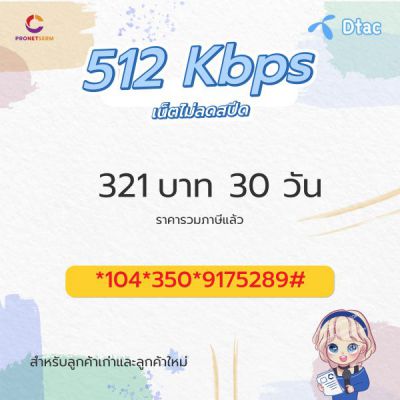 PRONETSERM
Dtac
512 Kbps
เน็ตไม่ลดสปีด
321 บาท 30 วัน
ราคารวมภาษีแล้ว
*104*350*9175289#
สำหรับลูกค้าเก่าและลูกค้าใหม่